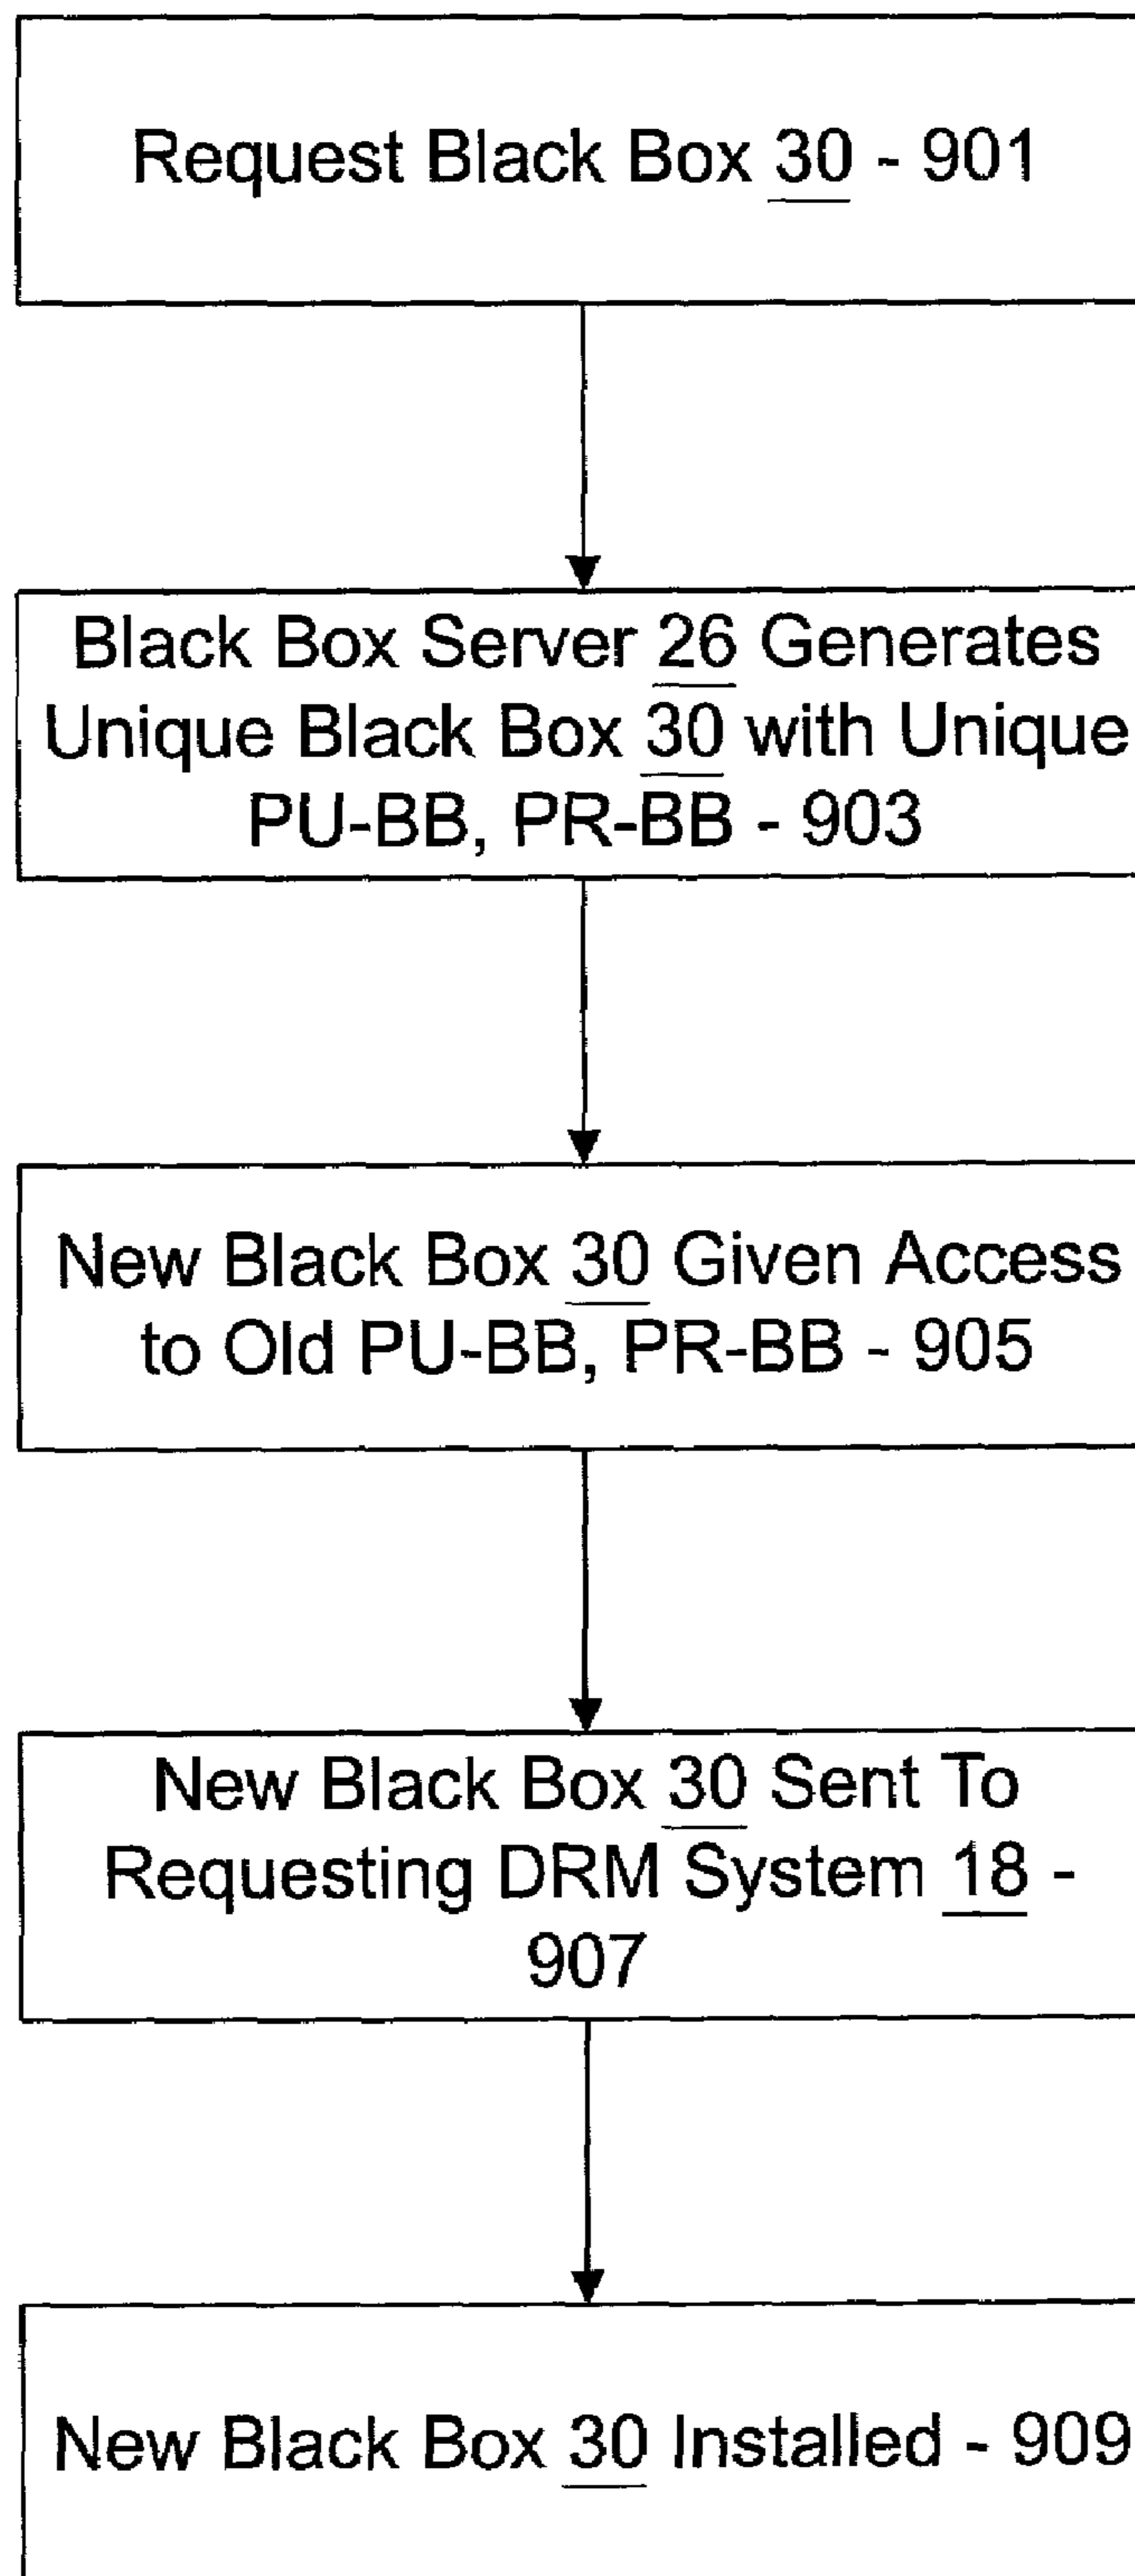 Request Black Box 30 - 901
Black Box Server 26 Generates
Unique Black Box 30 with Unique
PU-BB, PR-BB - 903
New Black Box 30 Given Access
to Old PU-BB, PR-BB - 905
New Black Box 30 Sent To
Requesting DRM System 18 -
907
New Black Box 30 Installed - 909